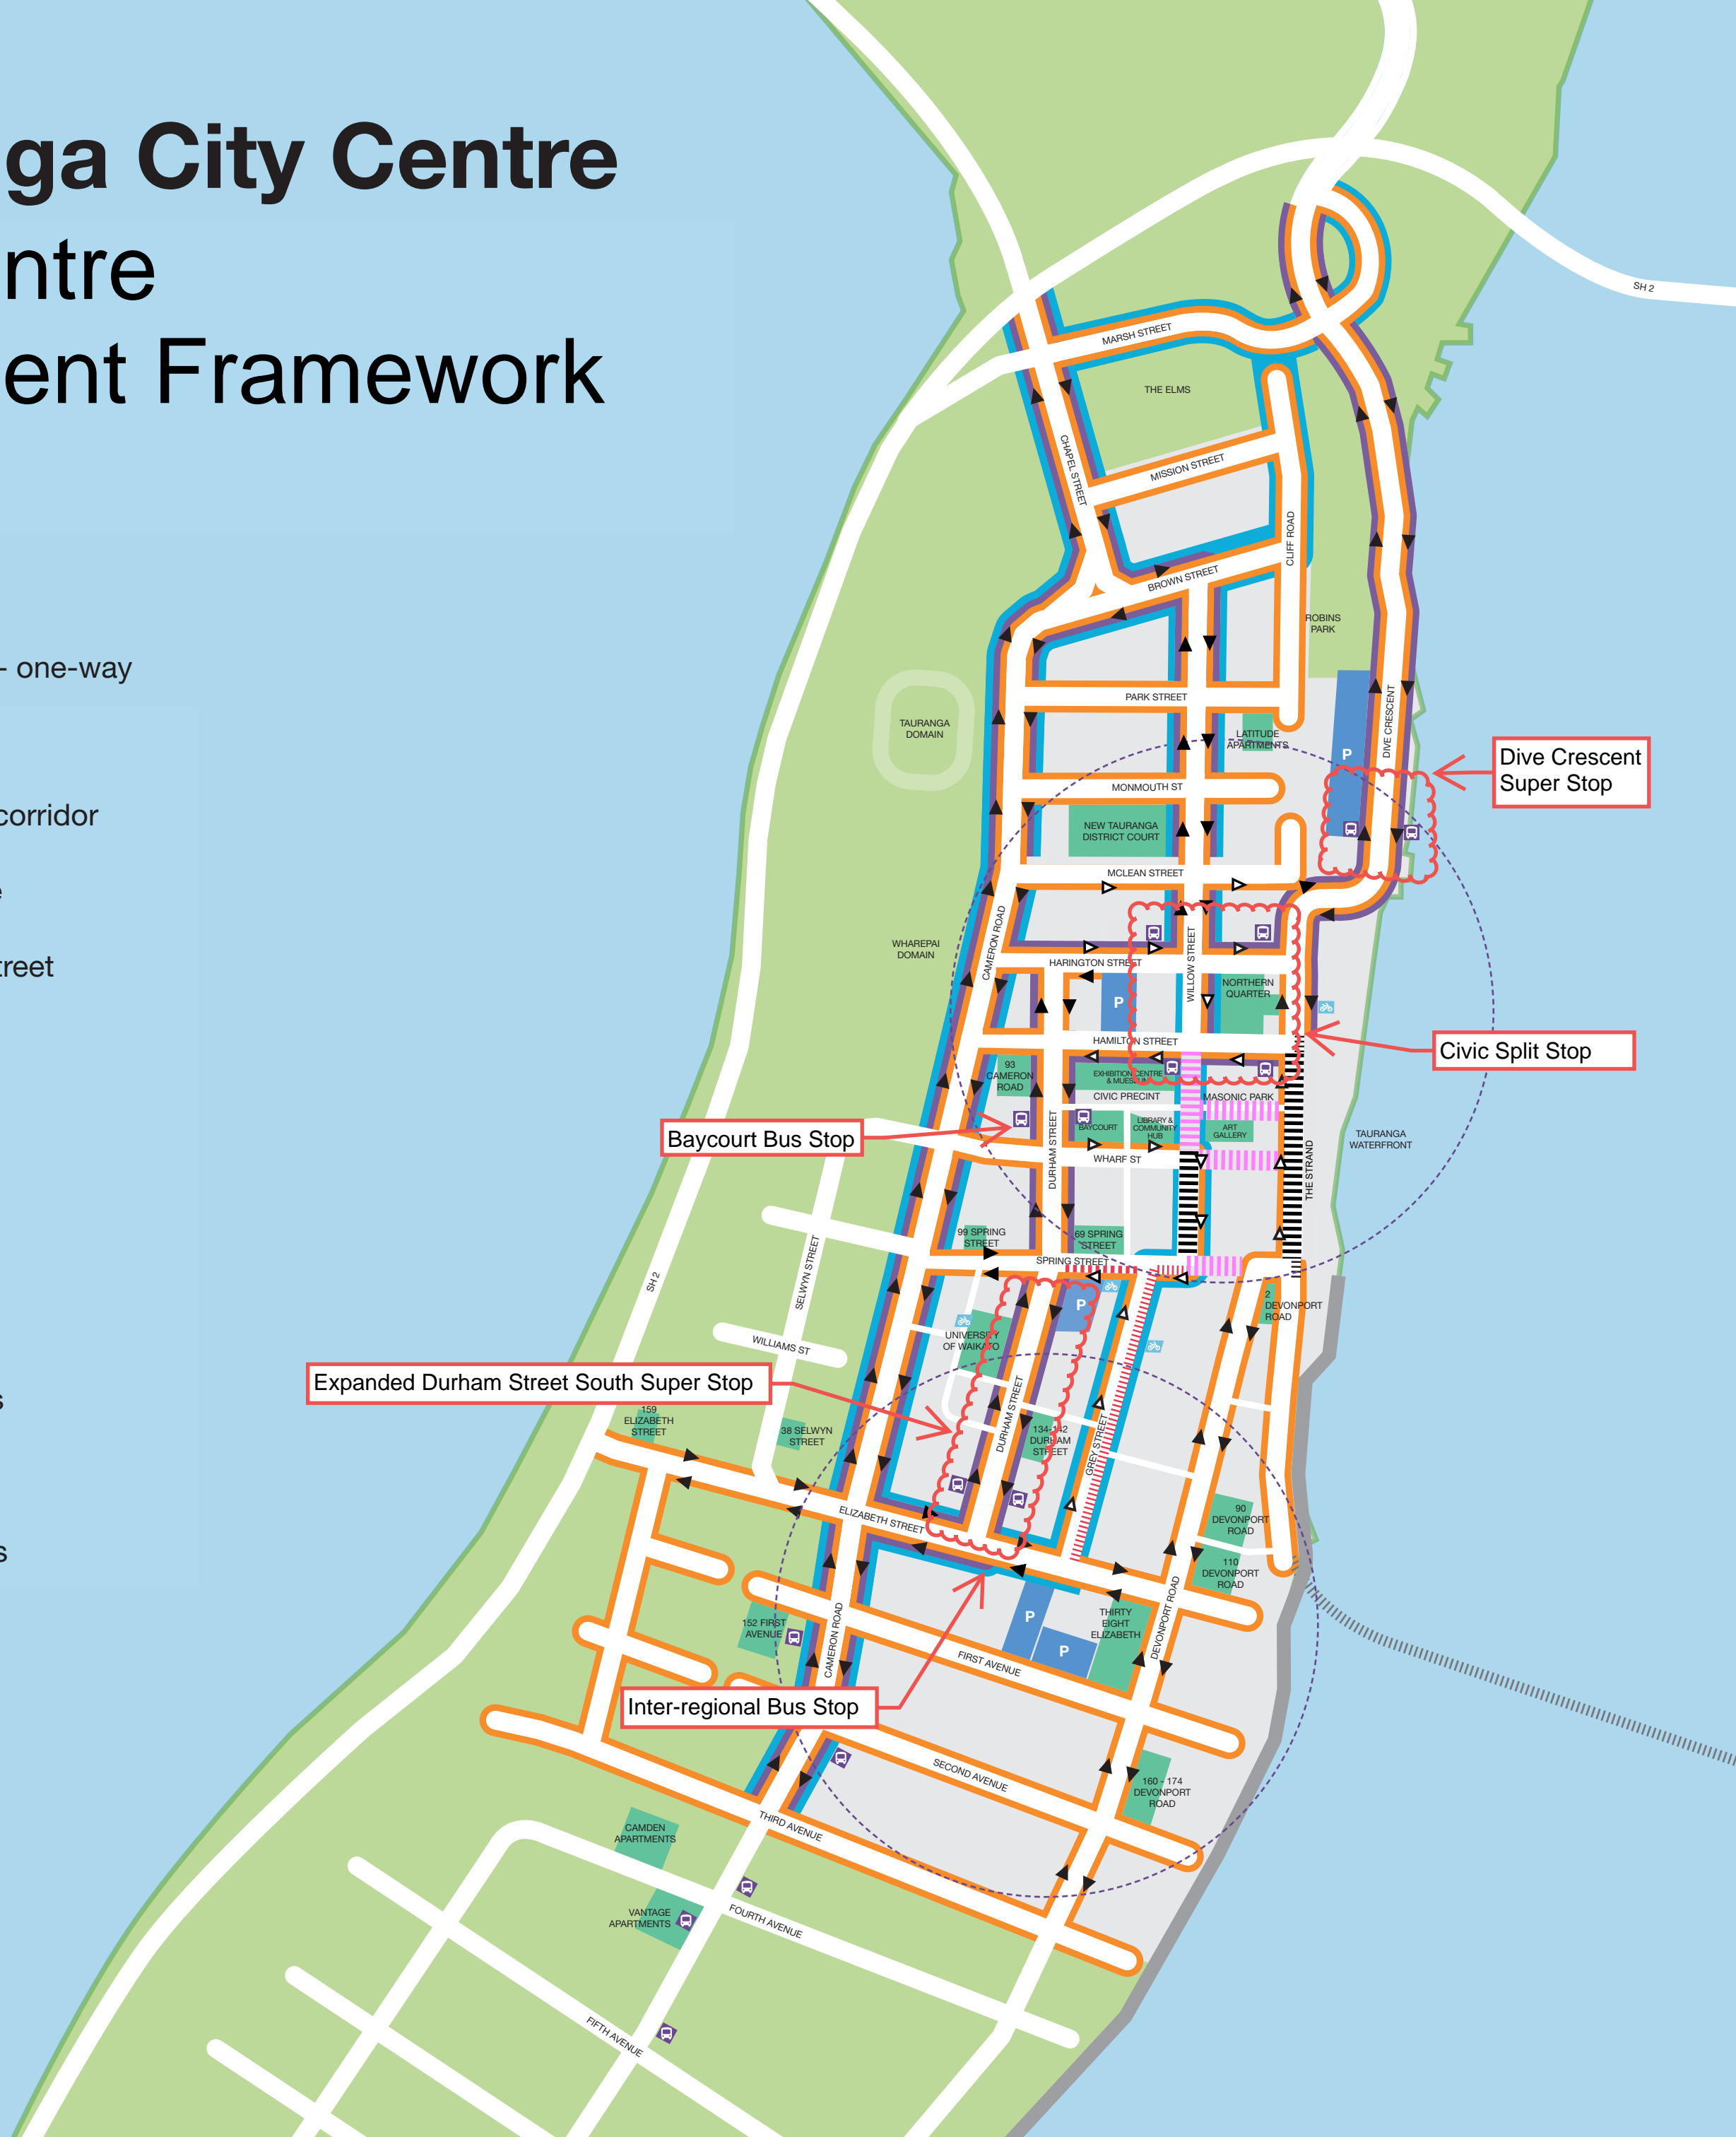 ga City Centre
ntre
ent Framework
- one-way
corridor
e
treet
s
s
SH 2
MARSH STREET
THE ELMS
CHAPEL STREET
MISSION STREET
CLIFF ROAD
BROWN STREET
ROBINS
PARK
PARK STREET
TAURANGA
DOMAIN
LATITUDE
APARTMENTS
P
DIVE CRESCENT
Dive Crescent
Super Stop
MONMOUTH ST
NEW TAURANGA
DISTRICT COURT
MCLEAN STREET
CAMERON ROAD
WHAREPAI
DOMAIN
HARINGTON STREET
WILLOW STREET
NORTHERN
QUARTER
P
HAMILTON STREET
Civic Split Stop
93
CAMERON
ROAD
EXHIBITION CENTRE
& MUESEUM
CIVIC PRECINT
MASONIC PARK
Baycourt Bus Stop
BAYCOURT
LIBRARY &
COMMUNITY
HUB
ART
GALLERY
TAURANGA
WATERFRONT
DURHAM STREET
WHARF ST
THE STRAND
99 SPRING
STREET
69 SPRING
STREET
SPRING STREET
SELWYN STREET
SH 2
P
2
DEVONPORT
ROAD
WILLIAMS ST
UNIVERSITY
OF WAIKATO
Expanded Durham Street South Super Stop
159
ELIZABETH
STREET
38 SELWYN
STREET
DURHAM STREET
134-142
DURHAM
STREET
GREY STREET
ELIZABETH STREET
90
DEVONPORT
ROAD
110
DEVONPORT
ROAD
152 FIRST
AVENUE
CAMERON ROAD
P
P
THIRTY
EIGHT
ELIZABETH
DEVONPORT ROAD
FIRST AVENUE
Inter-regional Bus Stop
SECOND AVENUE
160 - 174
DEVONPORT
ROAD
THIRD AVENUE
CAMDEN
APARTMENTS
VANTAGE
APARTMENTS
FOURTH AVENUE
FIFTH AVENUE